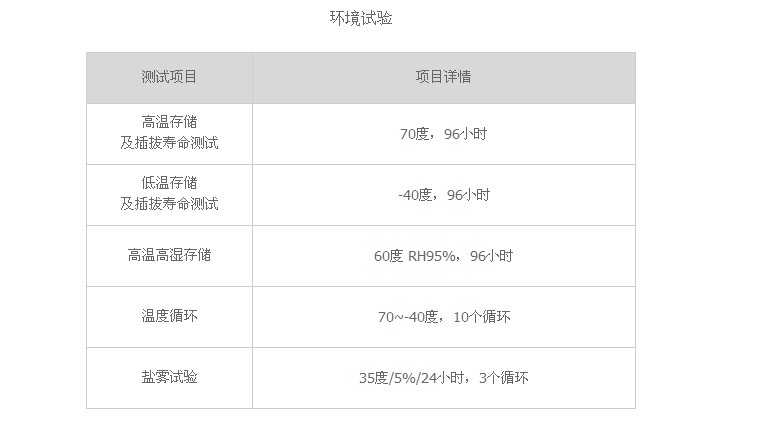 环境试验
测试项目 项目详情
高温存储
及插拔寿命测试
70度，96小时
低温存储
及插拔寿命测试
-40度，96小时
高温高湿存储 60度 RH95%，96小时
温度循环 70~-40度，10个循环
盐雾试验 35度/5%/24小时，3个循环